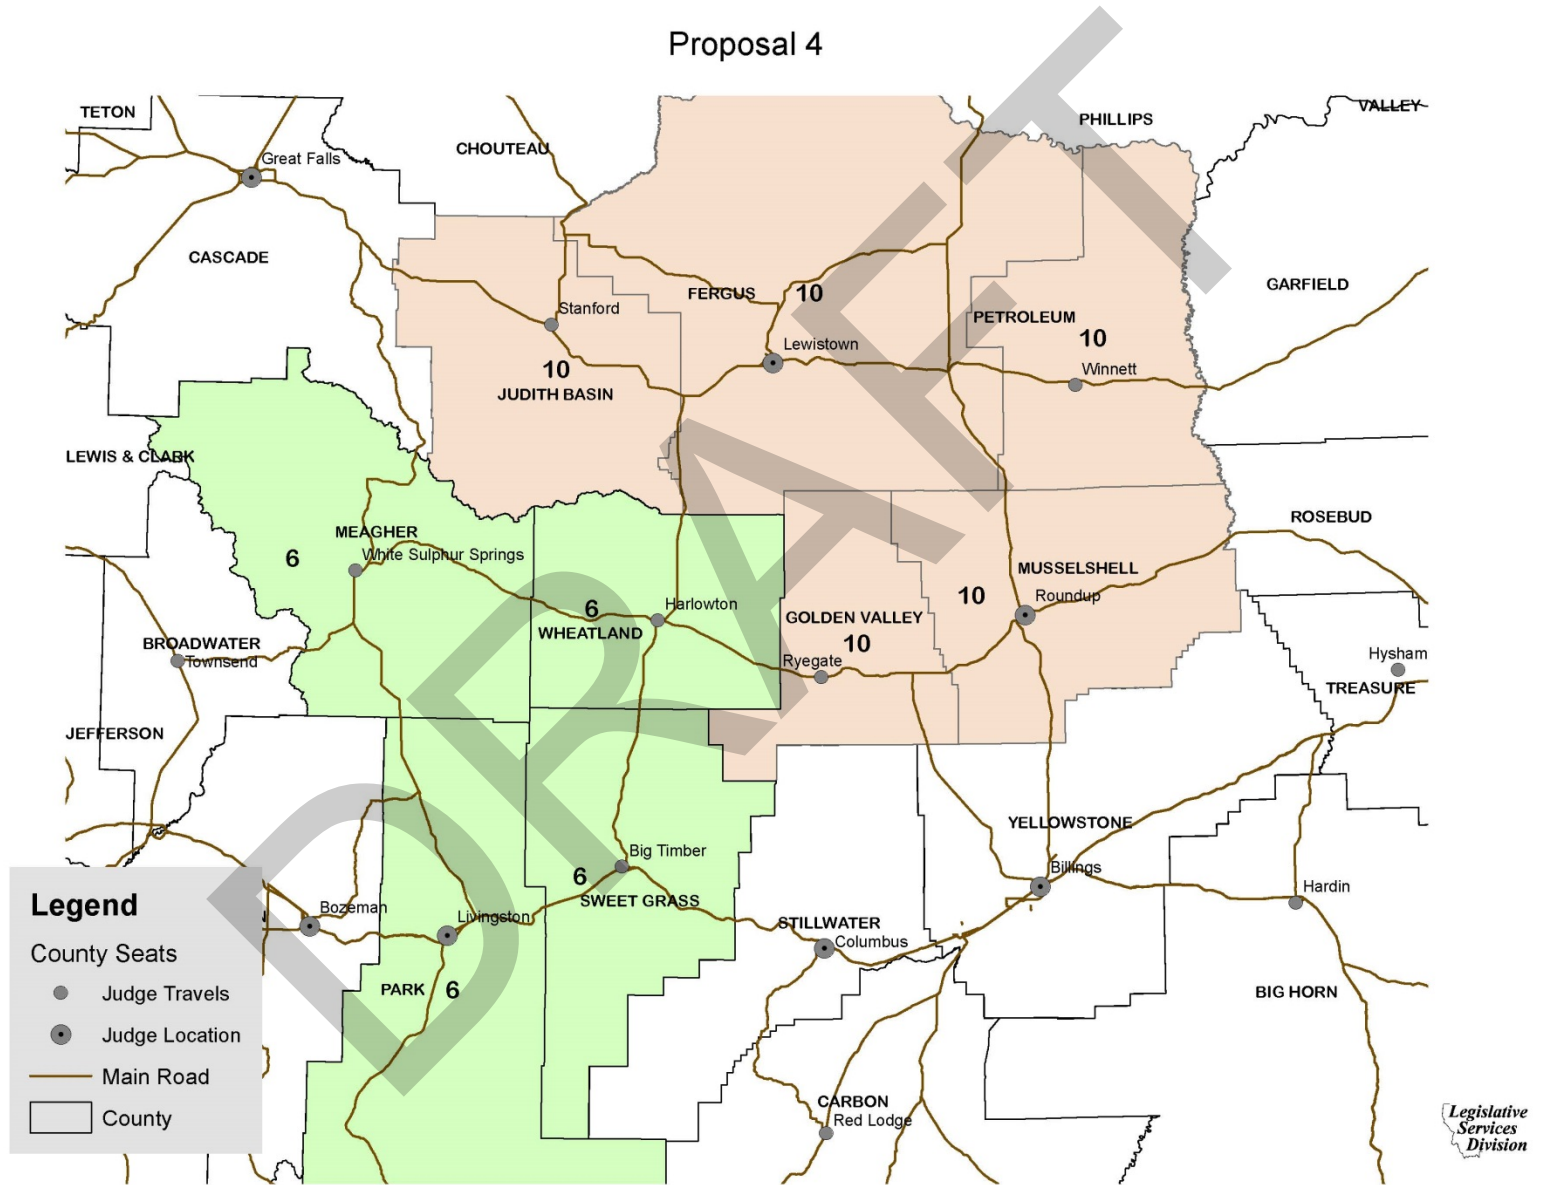 Proposal 4
TETON
VALLEY
PHILLIPS
CHOUTEAU
Great Falls
CASCADE
GARFIELD
FERGUS
10
Stanford
PETROLEUM
10
Lewistown
10
Winnett
JUDITH BASIN
LEWIS & CLARK
ROSEBUD
MEAGHER
6
White Sulphur Springs
MUSSELSHELL
10
Roundup
6
Harlowton
WHEATLAND
GOLDEN VALLEY
10
BROADWATER
Townsend
Ryegate
Hysham
TREASURE
JEFFERSON
YELLOWSTONE
Big Timber
Billings
6
SWEET GRASS
Hardin
Bozeman
Livingston
STILLWATER
Columbus
PARK
6
BIG HORN
CARBON
Red Lodge
DRAFT
Legend
County Seats
Judge Travels
Judge Location
Main Road
County
Legislative
Services
Division